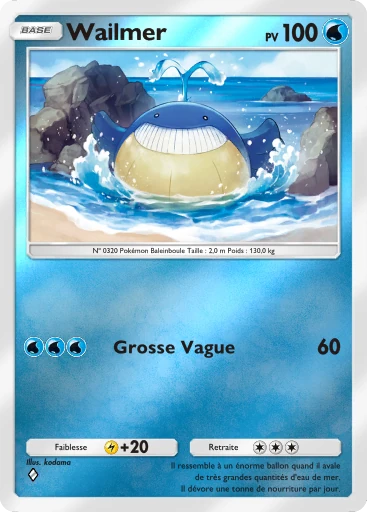 BASE Wailmer PV 100
N° 0320 Pokémon Baleinboule Taille : 2,0 m Poids : 130,0 kg
Grosse Vague 60
Faiblesse +20 Retraite
Illus. kodama
Il ressemble à un énorme ballon quand il avale
de très grandes quantités d'eau de mer.
Il dévore une tonne de nourriture par jour.